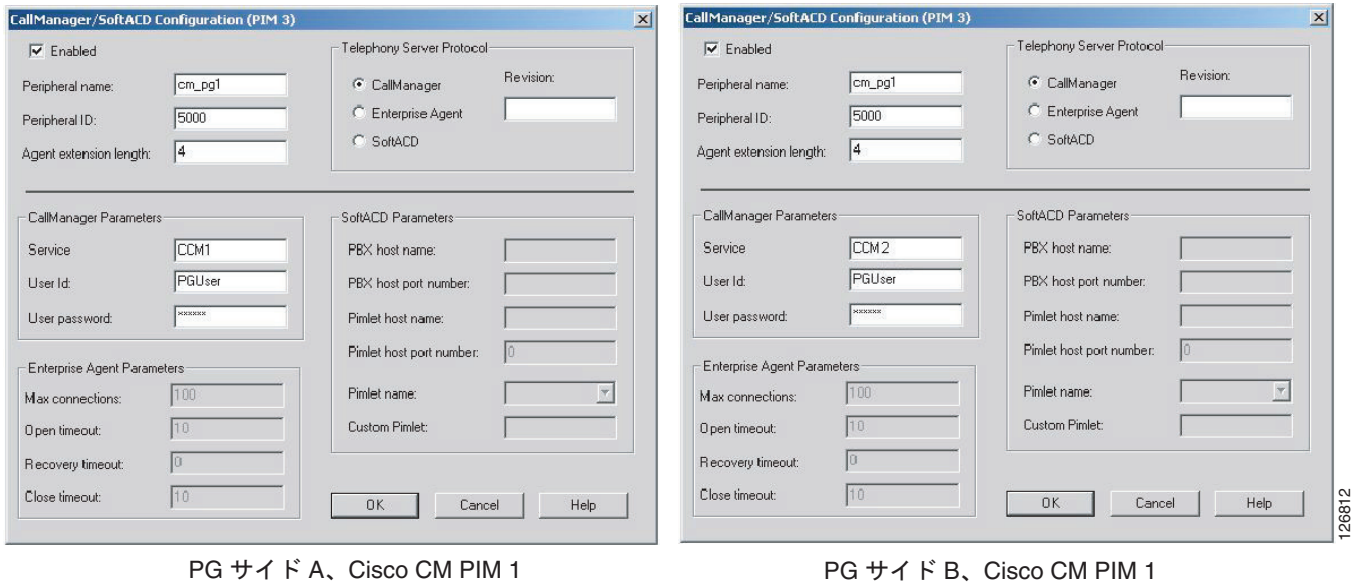 CallManager/SoftACD Configuration (PIM 3)
Enabled
Peripheral name: cm_pg1
Peripheral ID: 5000
Agent extension length: 4
Telephony Server Protocol
CallManager
Enterprise Agent
SoftACD
Revision:
CallManager Parameters
Service CCM1
User Id: PGUser
User password: ××××××
Enterprise Agent Parameters
Max connections: 100
Open timeout: 10
Recovery timeout: 0
Close timeout: 10
SoftACD Parameters
PBX host name:
PBX host port number:
Pimlet host name:
Pimlet host port number: 0
Pimlet name:
Custom Pimlet:
OK Cancel Help
PG サイド A、Cisco CM PIM 1
CallManager/SoftACD Configuration (PIM 3)
Enabled
Peripheral name: cm_pg1
Peripheral ID: 5000
Agent extension length: 4
Telephony Server Protocol
CallManager
Enterprise Agent
SoftACD
Revision:
CallManager Parameters
Service CCM2
User Id: PGUser
User password: ××××××
Enterprise Agent Parameters
Max connections: 100
Open timeout: 10
Recovery timeout: 0
Close timeout: 10
SoftACD Parameters
PBX host name:
PBX host port number:
Pimlet host name:
Pimlet host port number: 0
Pimlet name:
Custom Pimlet:
OK Cancel Help
PG サイド B、Cisco CM PIM 1
126812